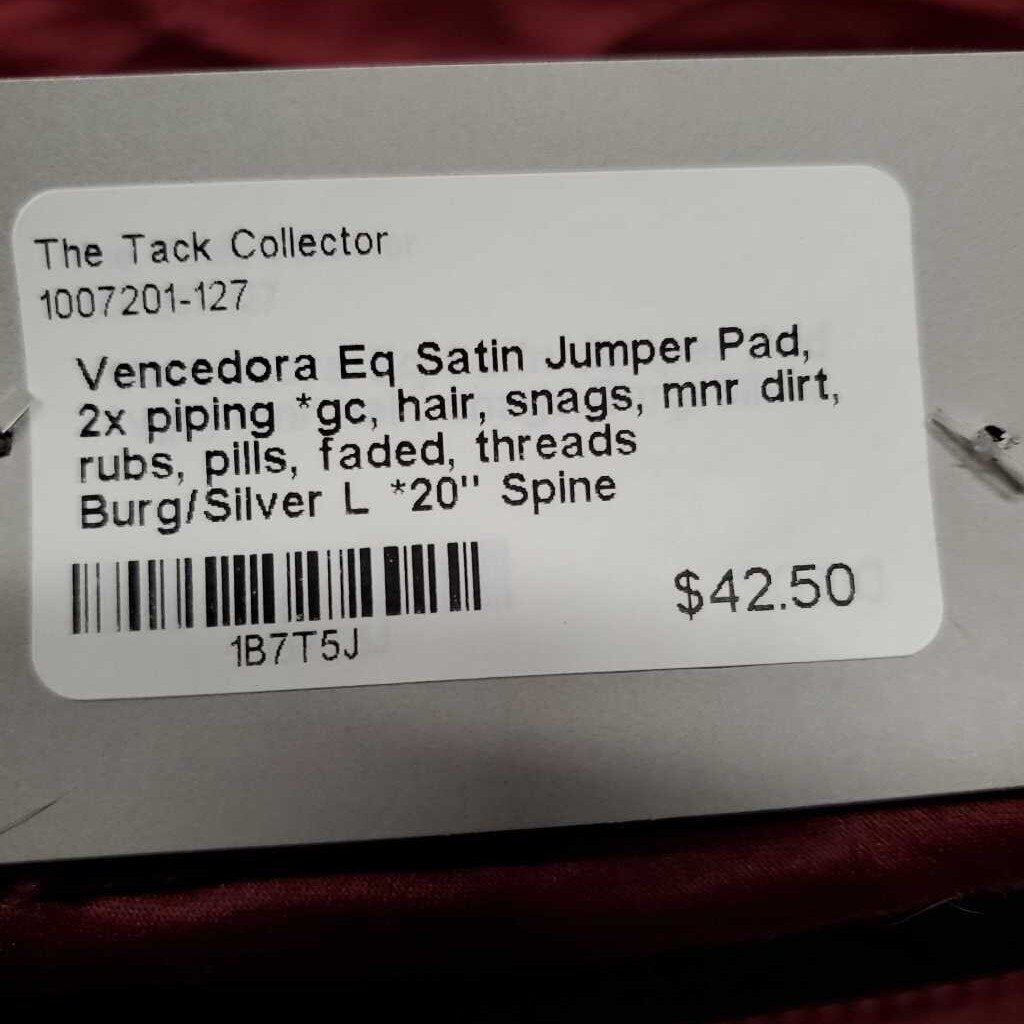 The Tack Collector
1007201-127
Vencedora Eq Satin Jumper Pad,
2x piping *gc, hair, snags, mnr dirt,
rubs, pills, faded, threads
Burg/Silver L *20" Spine
$42.50
1B7T5J